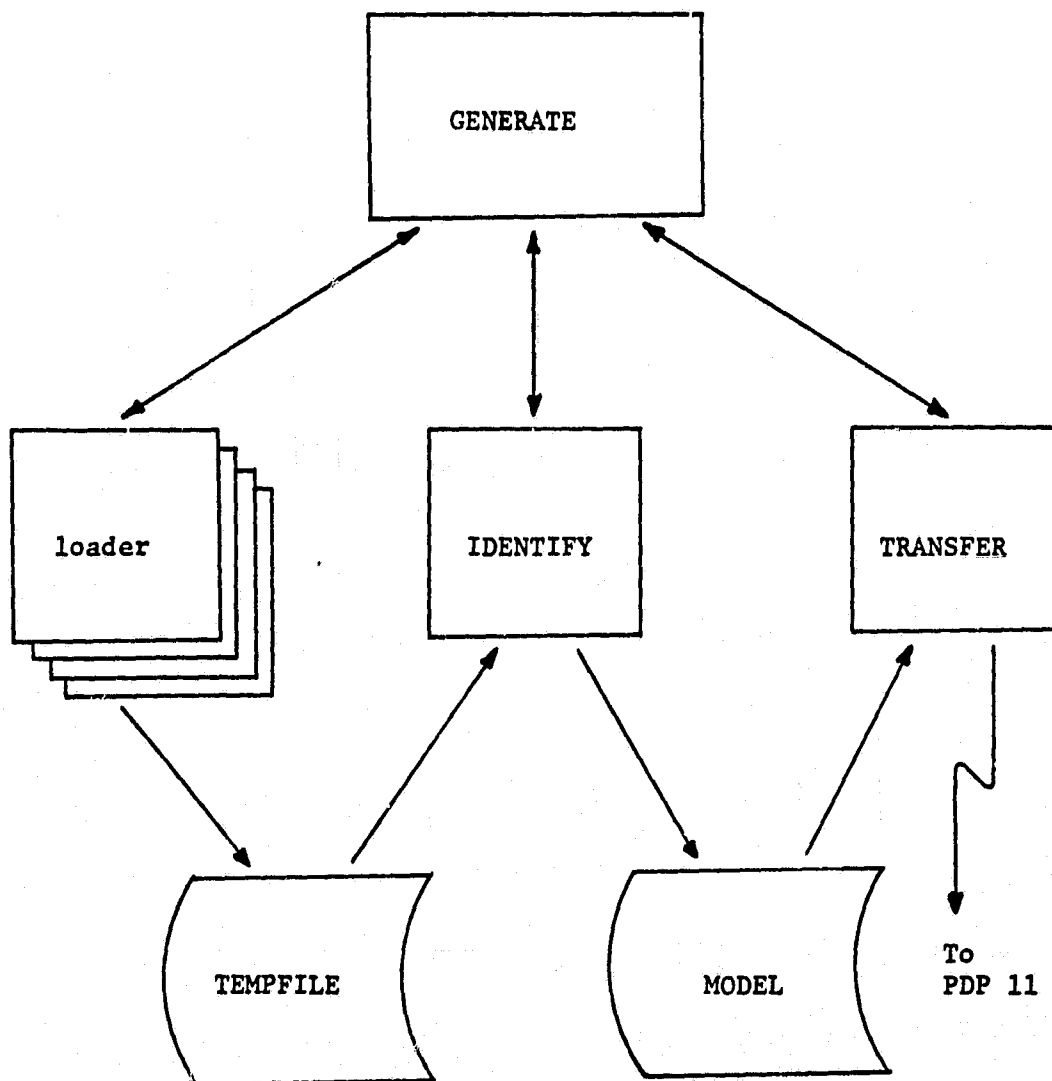 GENERATE
loader
IDENTIFY
TRANSFER
TEMPFILE
MODEL
To
PDP 11